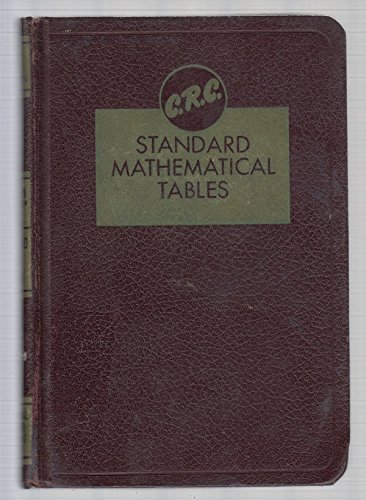 C.R.C.
STANDARD
MATHEMATICAL
TABLES